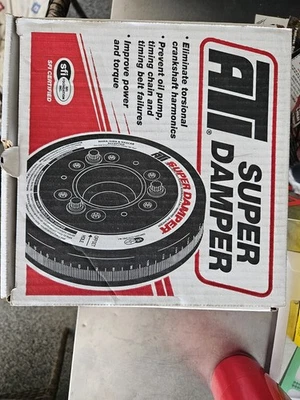 ATI®
SUPER
DAMPER
• Eliminate torsional
crankshaft harmonics
• Prevent oil pump,
timing chain and
timing belt failures
• Improve power
and torque
sfi
SFI CERTIFIED
ATI SUPER DAMPER